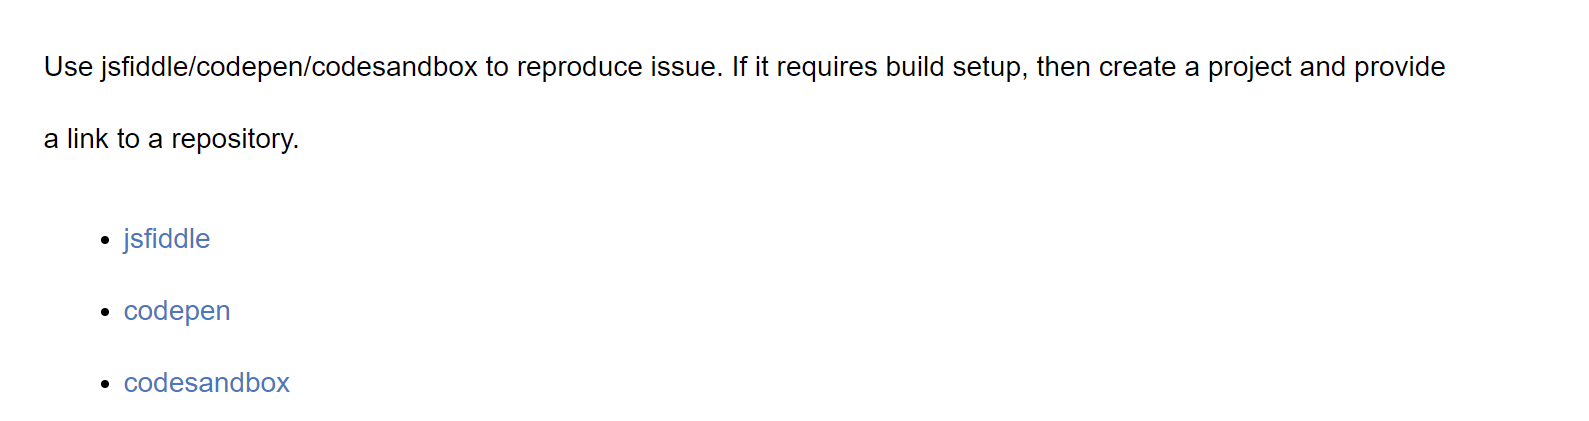 Use jsfiddle/codepen/codesandbox to reproduce issue. If it requires build setup, then create a project and provide
a link to a repository.
• jsfiddle
• codepen
• codesandbox